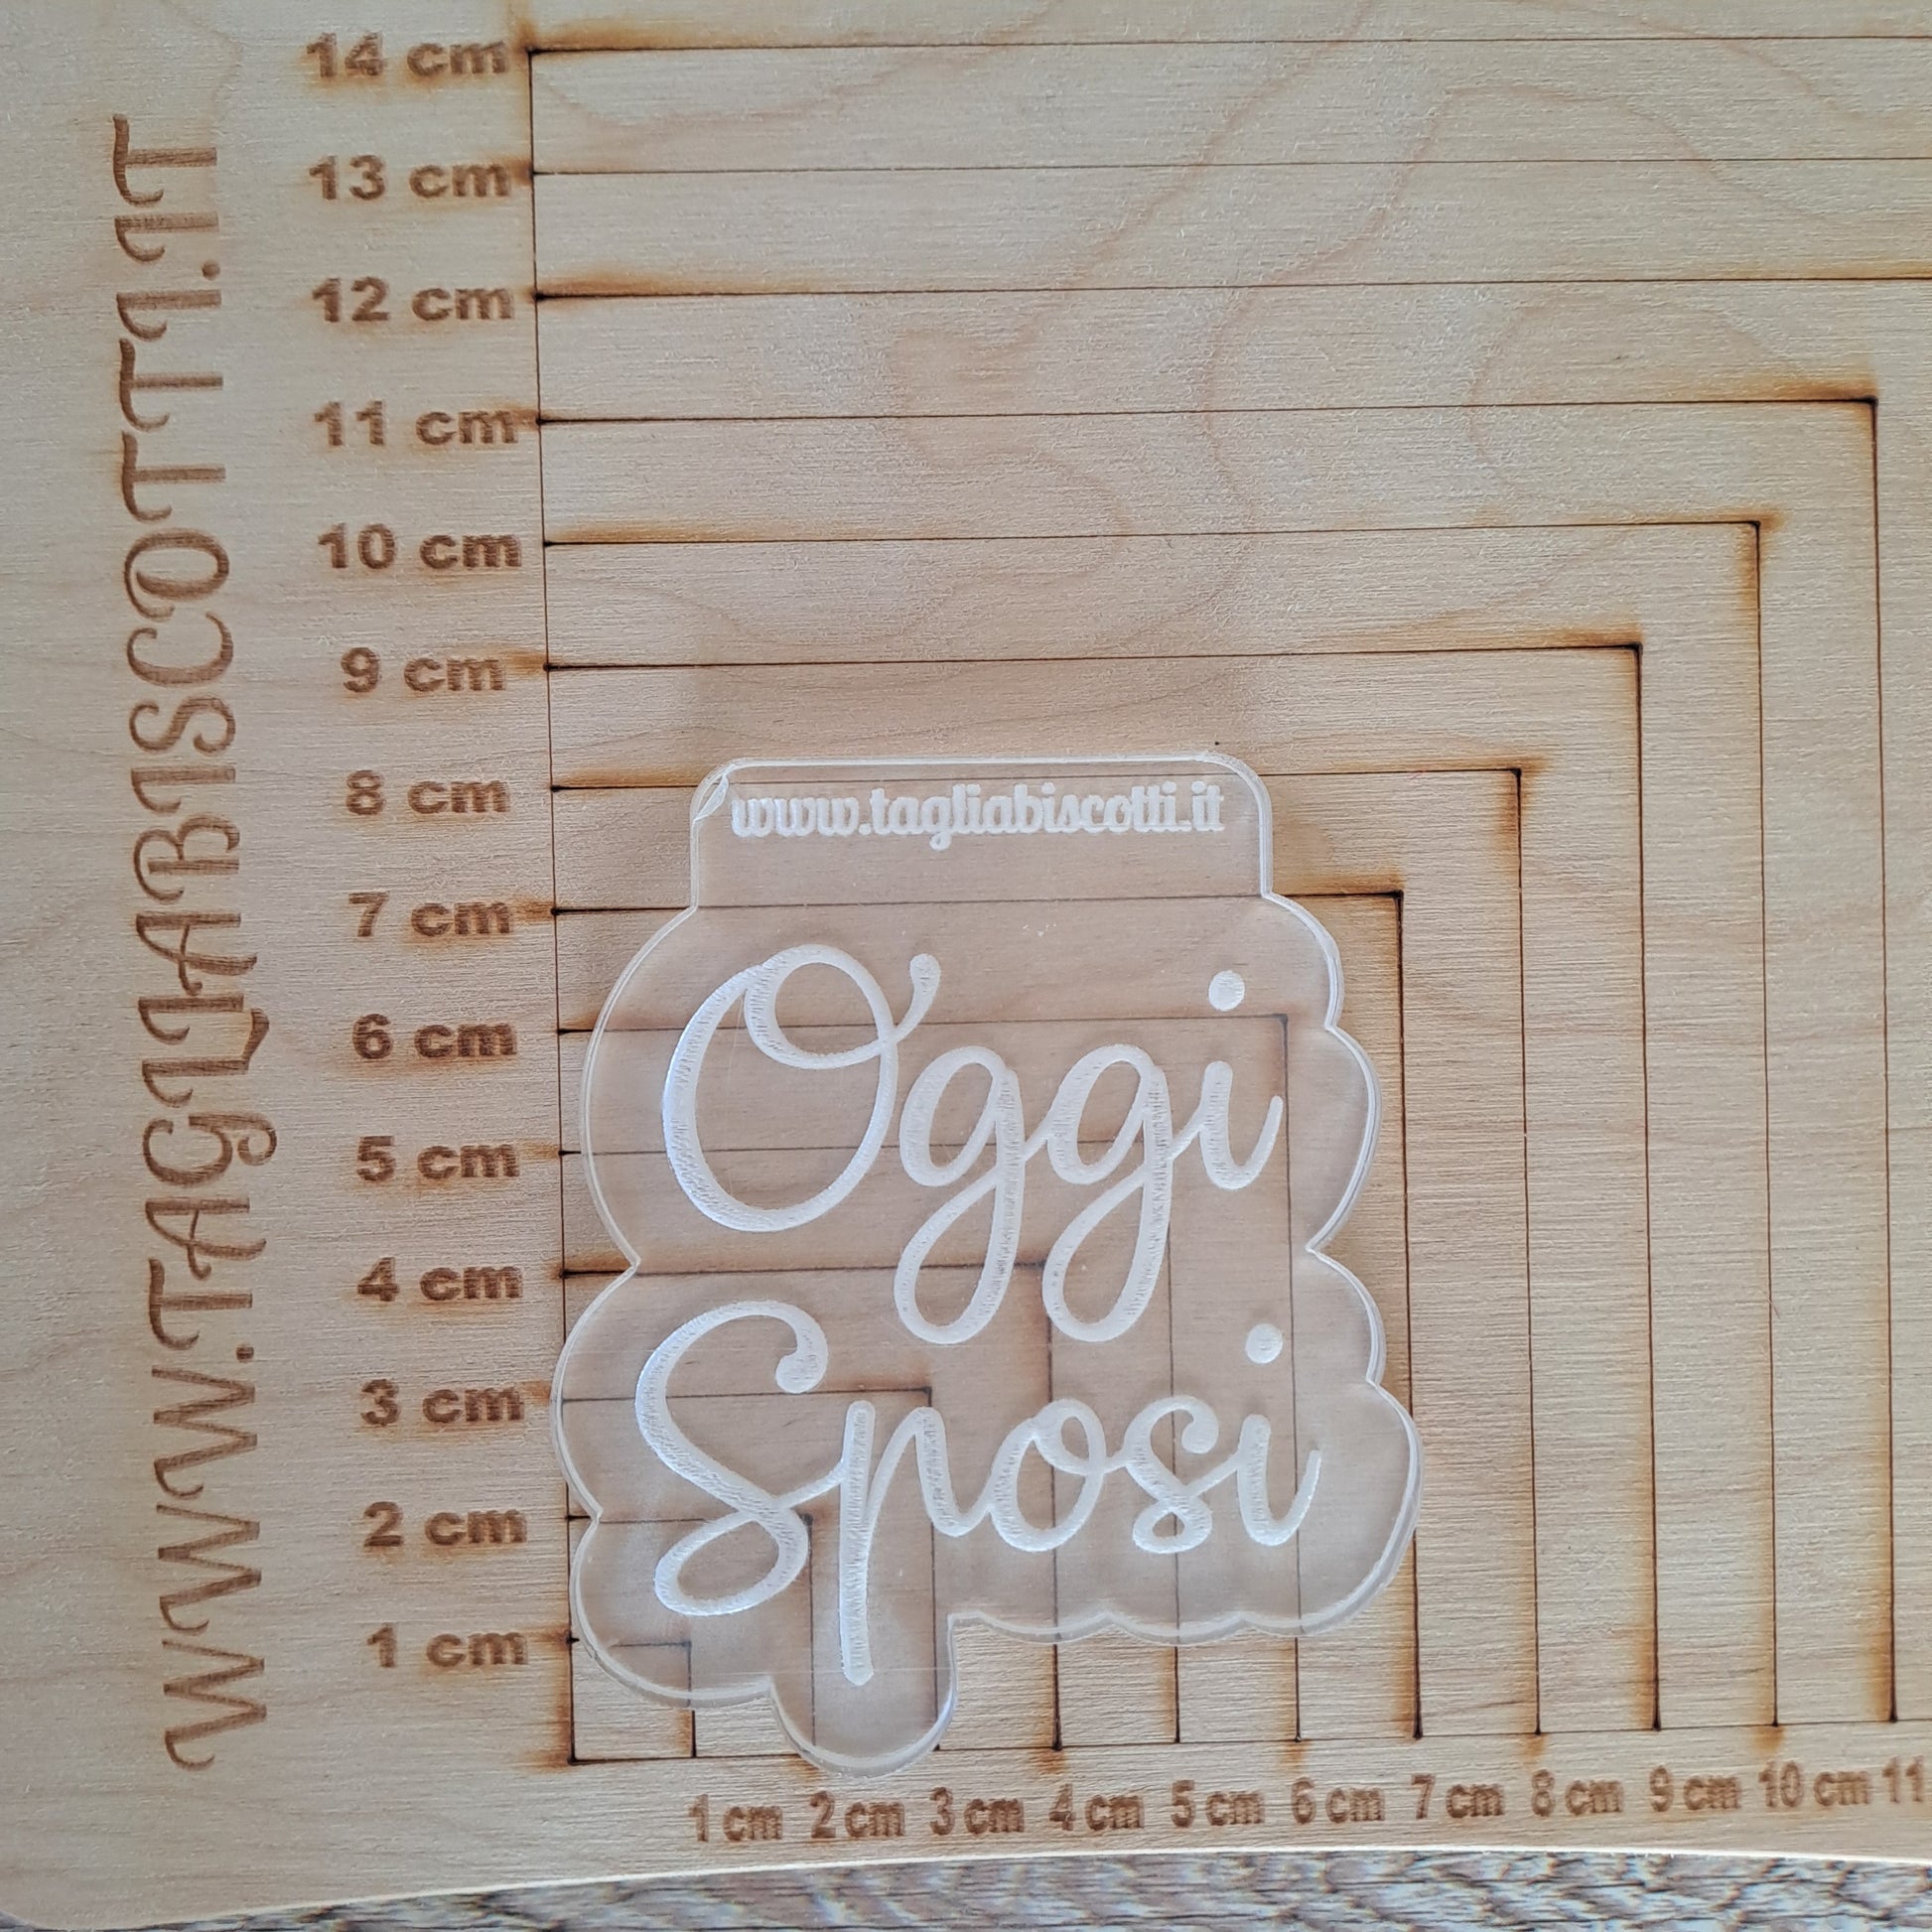 14 cm
13 cm
12 cm
11 cm
10 cm
9 cm
8 cm
7 cm
6 cm
5 cm
4 cm
3 cm
2 cm
1 cm
WWW.TAGLIABISCOTTI.IT
www.tagliabiscotti.it
Oggi
Sposi
1 cm 2 cm 3 cm 4 cm 5 cm 6 cm 7 cm 8 cm 9 cm 10 cm 11